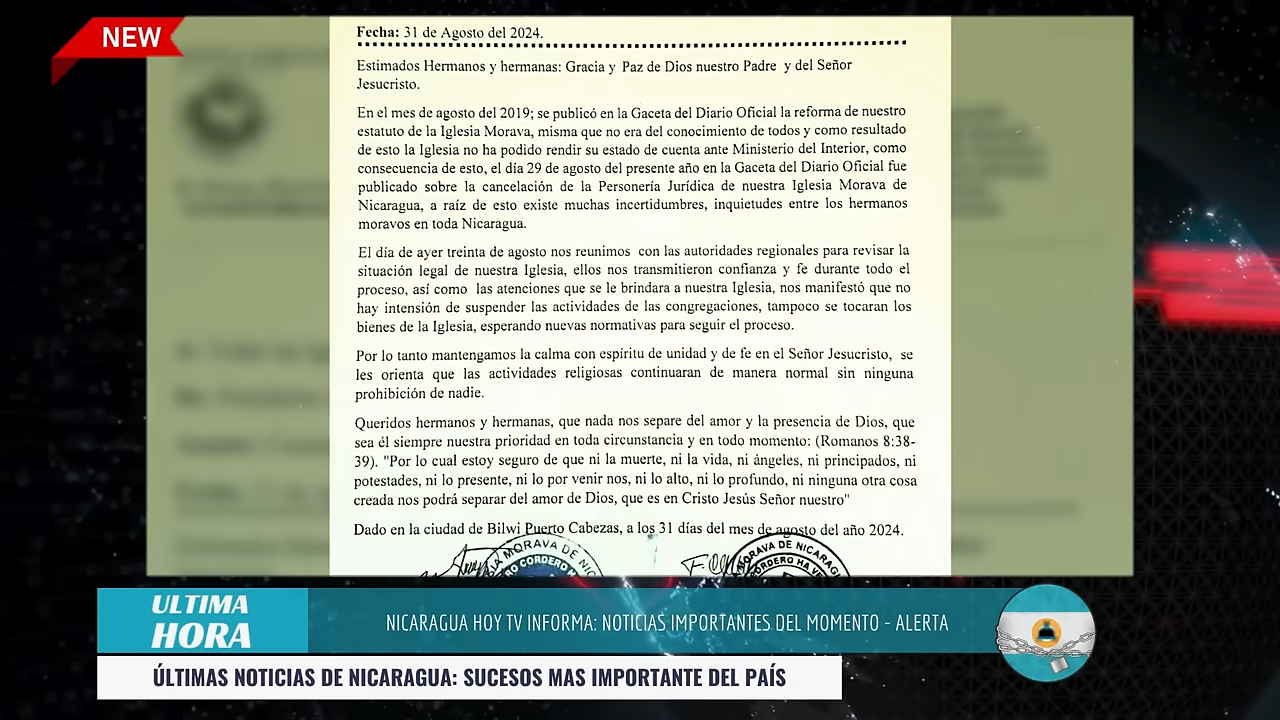 NEW
Fecha: 31 de Agosto del 2024.
Estimados Hermanos y hermanas: Gracia y Paz de Dios nuestro Padre y del Señor
Jesucristo.
En el mes de agosto del 2019; se publicó en la Gaceta del Diario Oficial la reforma de nuestro
estatuto de la Iglesia Morava, misma que no era del conocimiento de todos y como resultado
de esto la Iglesia no ha podido rendir su estado de cuenta ante Ministerio del Interior, como
consecuencia de esto, el día 29 de agosto del presente año en la Gaceta del Diario Oficial fue
publicado sobre la cancelación de la Personería Jurídica de nuestra Iglesia Morava de
Nicaragua, a raíz de esto existe muchas incertidumbres, inquietudes entre los hermanos
moravos en toda Nicaragua.
El día de ayer treinta de agosto nos reunimos con las autoridades regionales para revisar la
situación legal de nuestra Iglesia, ellos nos transmitieron confianza y fe durante todo el
proceso, así como las atenciones que se le brindara a nuestra Iglesia, nos manifestó que no
hay intensión de suspender las actividades de las congregaciones, tampoco se tocaran los
bienes de la Iglesia, esperando nuevas normativas para seguir el proceso.
Por lo tanto mantengamos la calma con espíritu de unidad y de fe en el Señor Jesucristo, se
les orienta que las actividades religiosas continuaran de manera normal sin ninguna
prohibición de nadie.
Queridos hermanos y hermanas, que nada nos separe del amor y la presencia de Dios, que
sea él siempre nuestra prioridad en toda circunstancia y en todo momento: (Romanos 8:38-
39). "Por lo cual estoy seguro de que ni la muerte, ni la vida, ni ángeles, ni principados, ni
potestades, ni lo presente, ni lo por venir nos, ni lo alto, ni lo profundo, ni ninguna otra cosa
creada nos podrá separar del amor de Dios, que es en Cristo Jesús Señor nuestro"
Dado en la ciudad de Bilwi Puerto Cabezas, a los 31 días del mes de agosto del año 2024.
MORAVA DE NI
CORDERO HA
MORAVA DE NICARAGUA
CORDERO HA VE
ULTIMA
HORA
NICARAGUA HOY TV INFORMA: NOTICIAS IMPORTANTES DEL MOMENTO - ALERTA
ÚLTIMAS NOTICIAS DE NICARAGUA: SUCESOS MAS IMPORTANTE DEL PAÍS